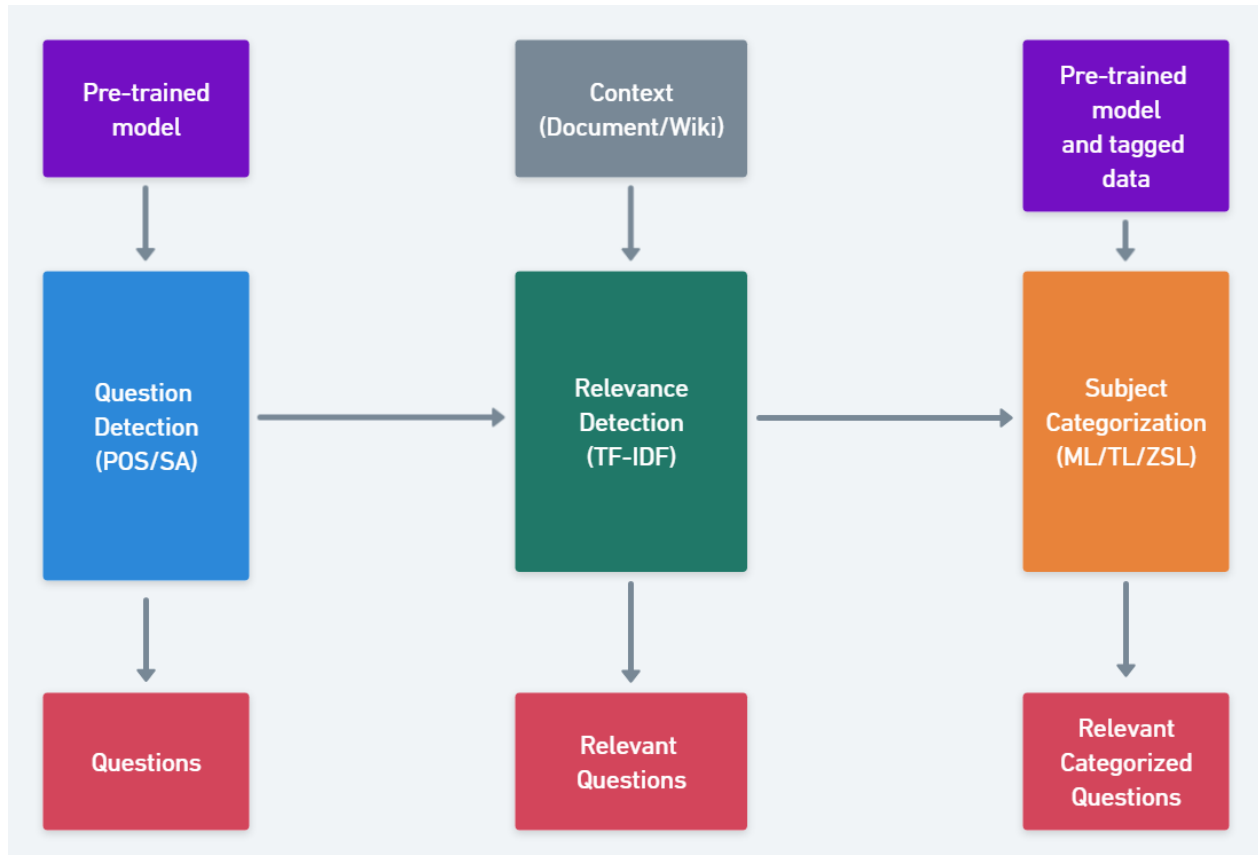 Pre-trained
model
Context
(Document/Wiki)
Pre-trained
model
and tagged
data
Question
Detection
(POS/SA)
Relevance
Detection
(TF-IDF)
Subject
Categorization
(ML/TL/ZSL)
Questions
Relevant
Questions
Relevant
Categorized
Questions